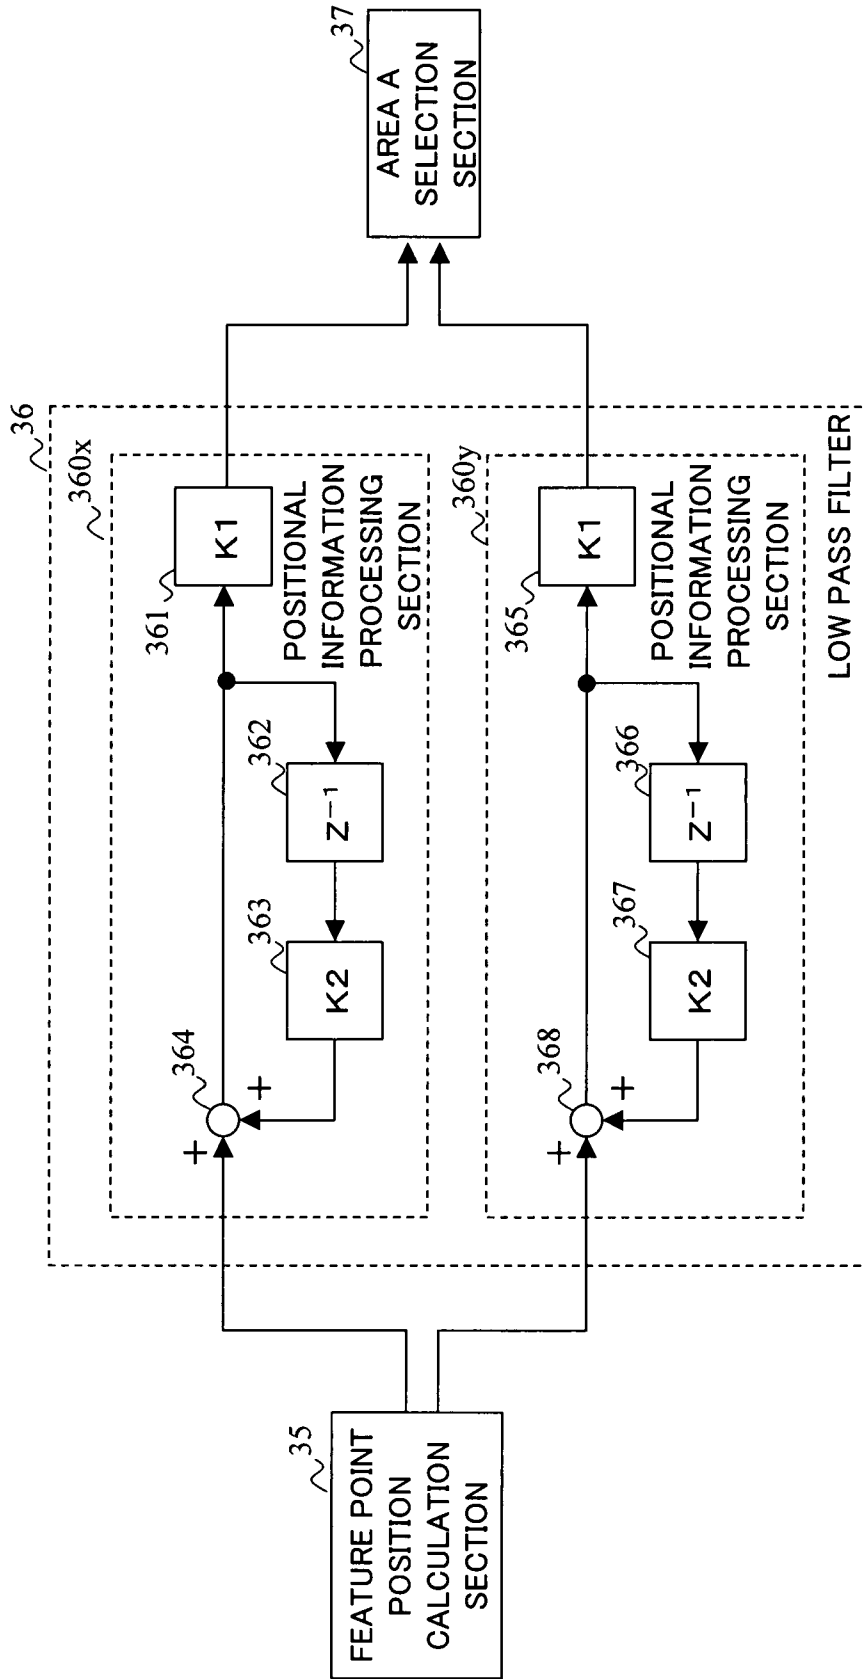 35
FEATURE POINT
POSITION
CALCULATION
SECTION
36
360x
364
+
+
363
K2
362
Z⁻¹
361
K1
POSITIONAL
INFORMATION
PROCESSING
SECTION
360y
368
+
+
367
K2
366
Z⁻¹
365
K1
POSITIONAL
INFORMATION
PROCESSING
SECTION
LOW PASS FILTER
37
AREA A
SELECTION
SECTION